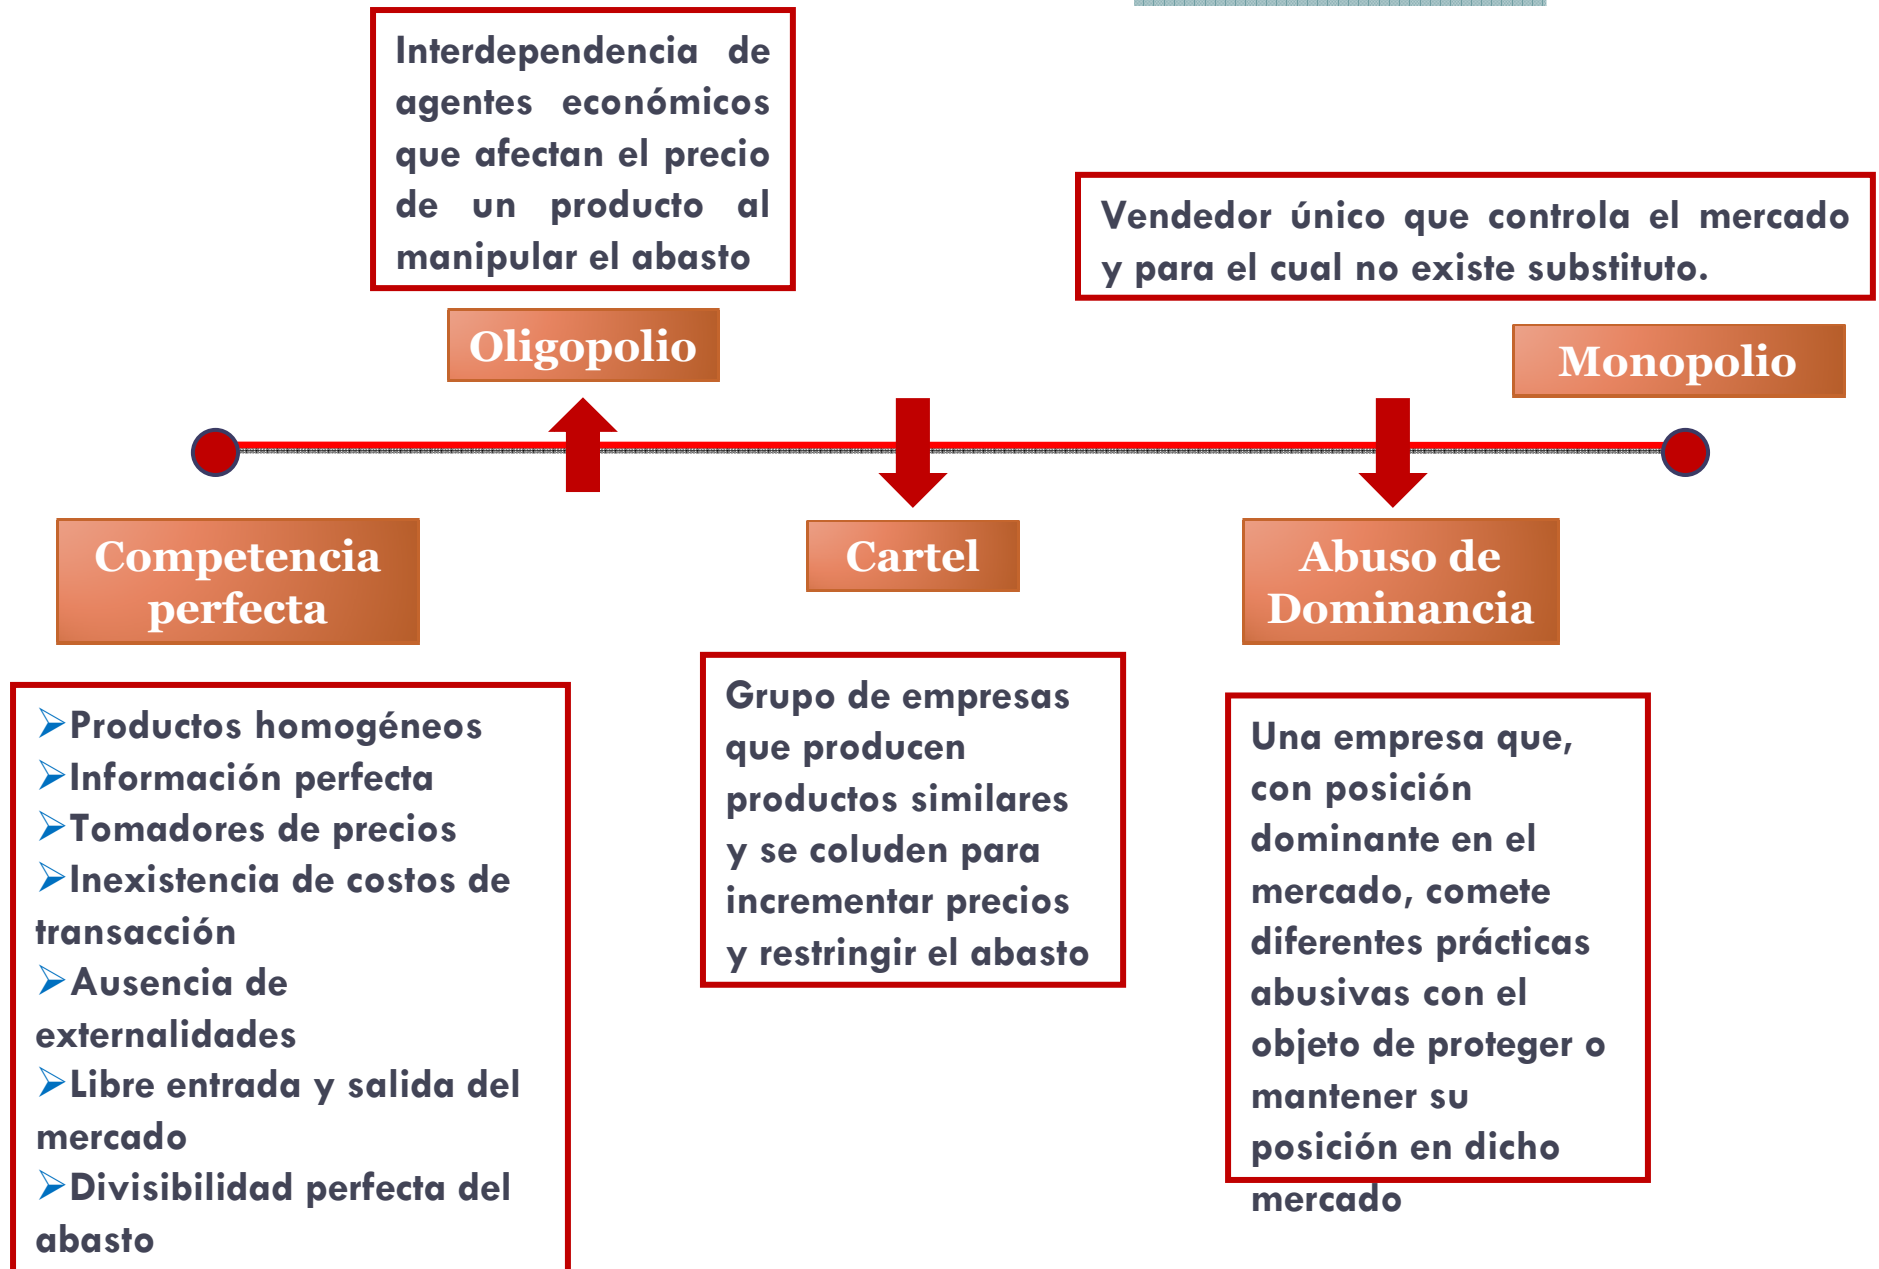 Interdependencia de
agentes económicos
que afectan el precio
de un producto al
manipular el abasto
Vendedor único que controla el mercado
y para el cual no existe substituto.
Oligopolio
Monopolio
Competencia
perfecta
Cartel
Abuso de
Dominancia
➢Productos homogéneos
➢Información perfecta
➢Tomadores de precios
➢Inexistencia de costos de
transacción
➢Ausencia de
externalidades
➢Libre entrada y salida del
mercado
➢Divisibilidad perfecta del
abasto
Grupo de empresas
que producen
productos similares
y se coluden para
incrementar precios
y restringir el abasto
Una empresa que,
con posición
dominante en el
mercado, comete
diferentes prácticas
abusivas con el
objeto de proteger o
mantener su
posición en dicho
mercado